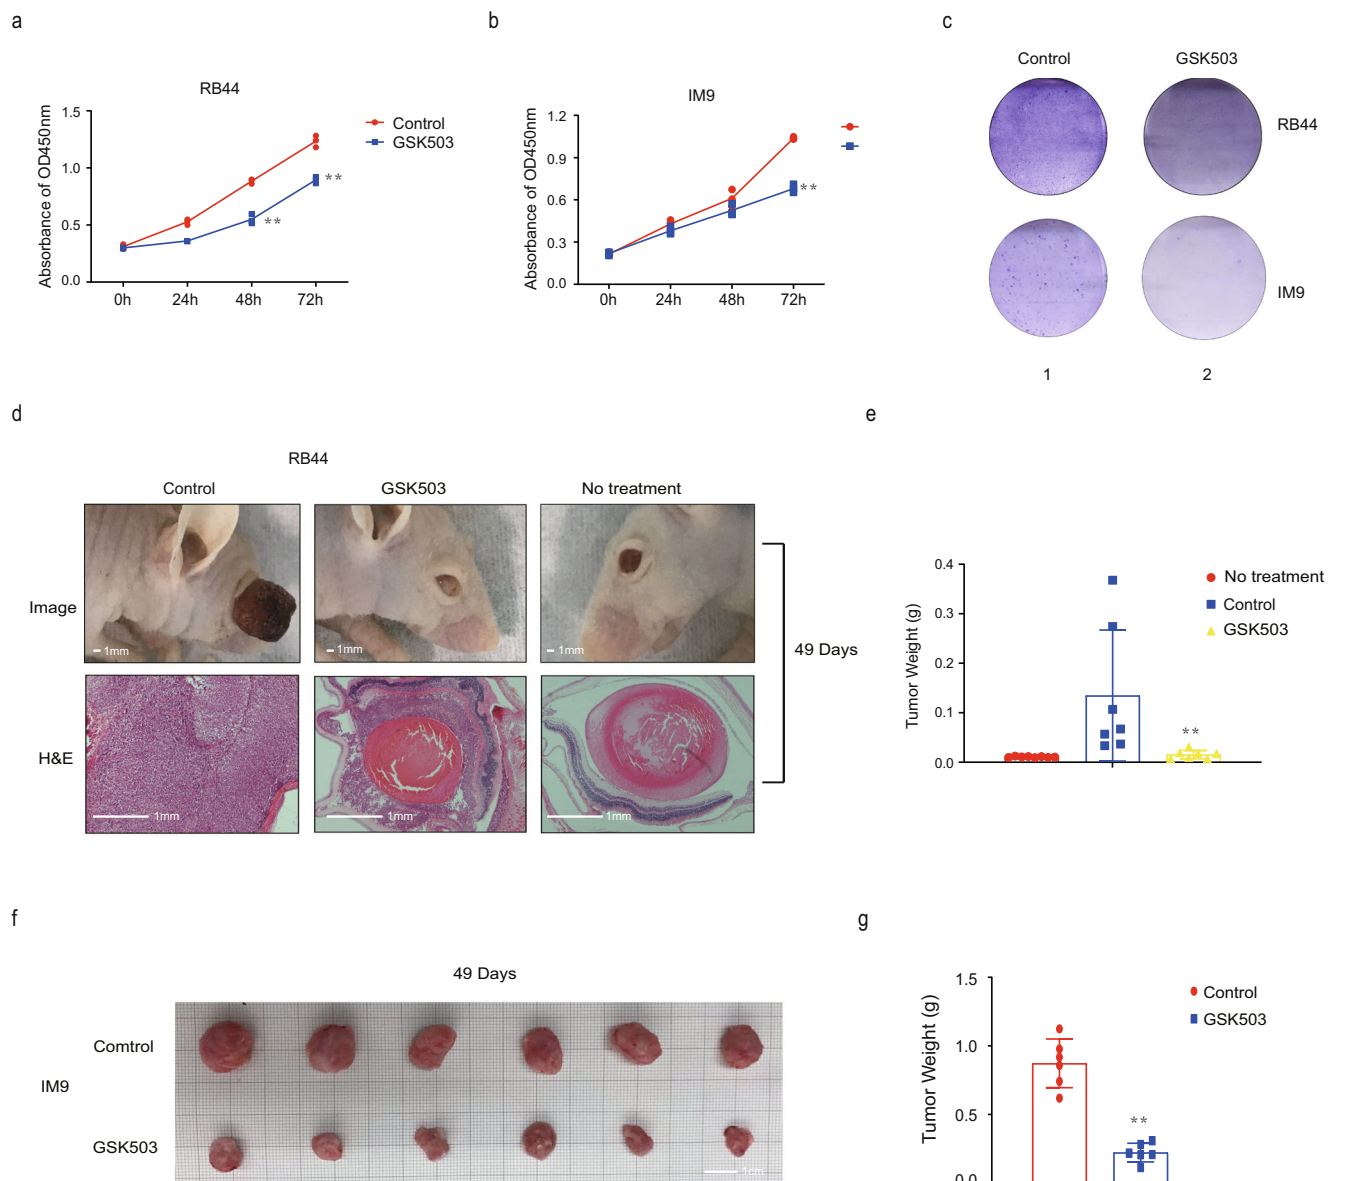 a
RB44
Absorbance of OD450nm
1.5
1.0
0.5
0.0
0h 24h 48h 72h
Control
GSK503
**
**
b
IM9
Absorbance of OD450nm
1.2
0.9
0.6
0.3
0.0
0h 24h 48h 72h
**
c
Control GSK503
RB44
IM9
1 2
d
RB44
Control GSK503 No treatment
Image
1mm 1mm 1mm
H&E
1mm 1mm 1mm
49 Days
e
Tumor Weight (g)
0.4
0.3
0.2
0.1
0.0
No treatment
Control
GSK503
**
f
49 Days
Comtrol
IM9
GSK503
1cm
g
Tumor Weight (g)
1.5
1.0
0.5
0.0
Control
GSK503
**